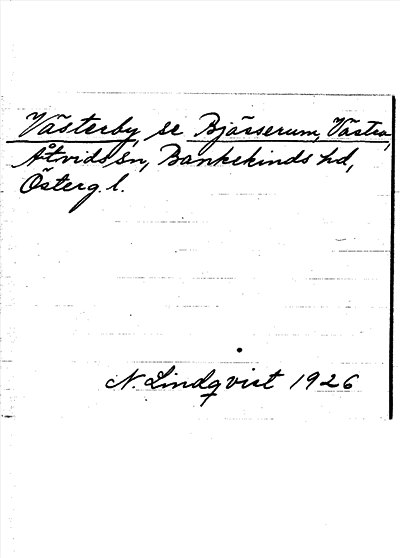 Västerby, se Bjässerum, Västra,
Åtvids sn, Bankekinds hd,
Österg. l.
N. Lindqvist 1926